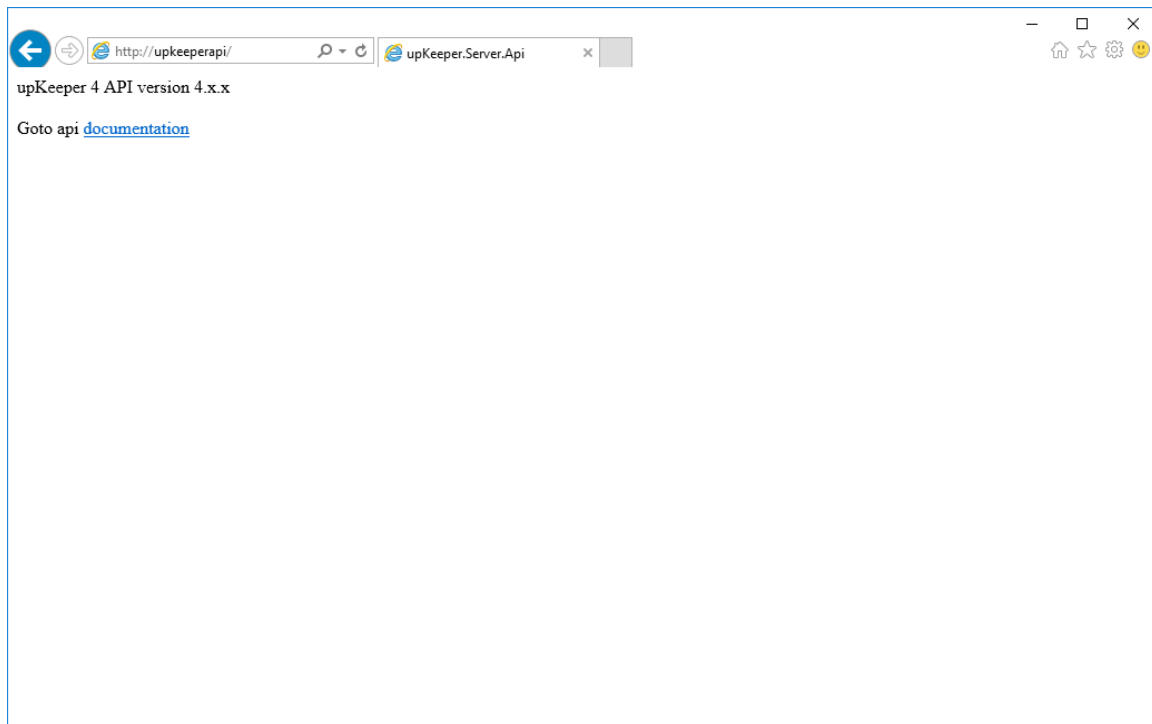 http://upkeeperapi/
upKeeper.Server.Api
upKeeper 4 API version 4.x.x
Goto api documentation